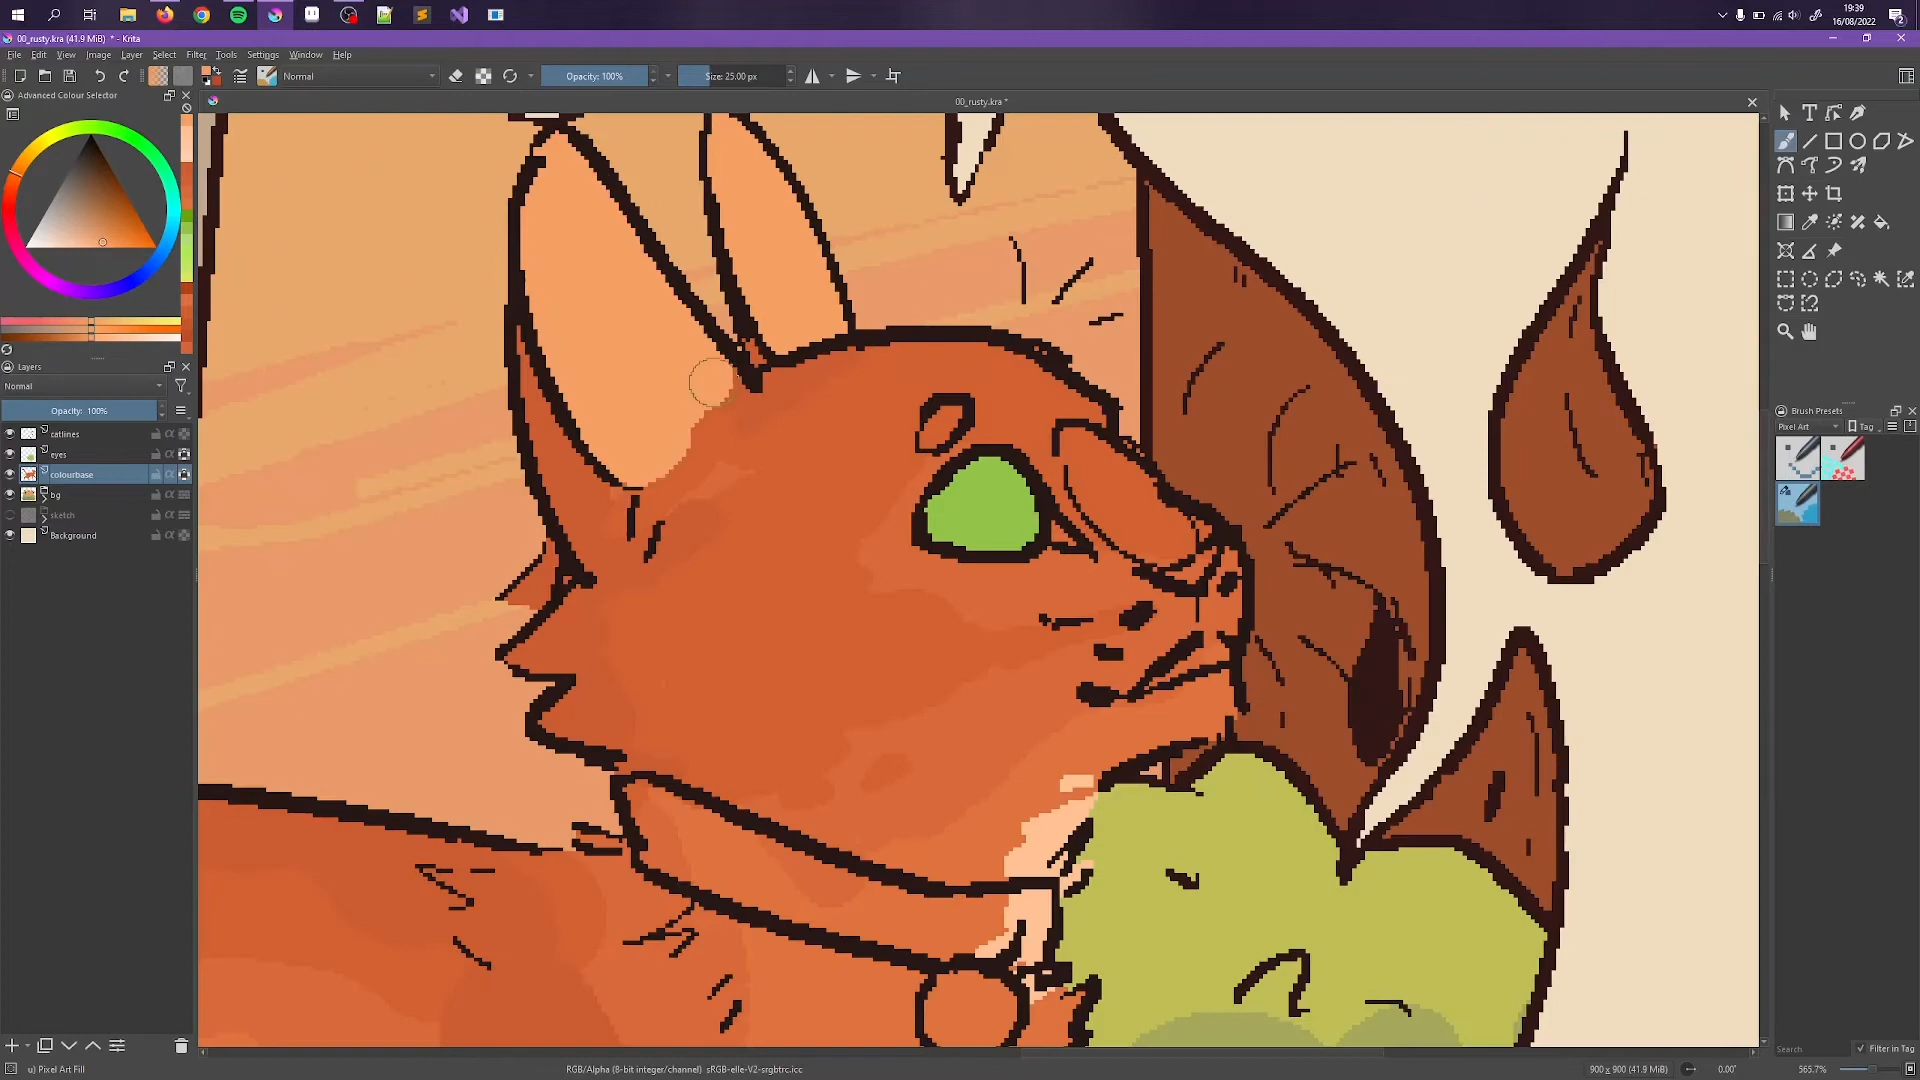 19:39
16/08/2022
00_rusty.kra (41.9 MiB) * - Krita
File Edit View Image Layer Filter Tools Select Settings Window Help
Normal
Opacity: 100%
Size: 25.00 px
Advanced Colour Selector
00_rusty.kra *
Layers
Normal
Opacity: 100%
catlines
eyes
colourbase
bg
sketch
Background
Brush Presets
Pixel Art
Tag
Search
Filter in Tag
u) Pixel Art Fill
RGB/Alpha (8-bit integer/channel) sRGB-elle-V2-srgbtrc.icc
900 x 900 (41.9 MiB)
0.00°
565.7%